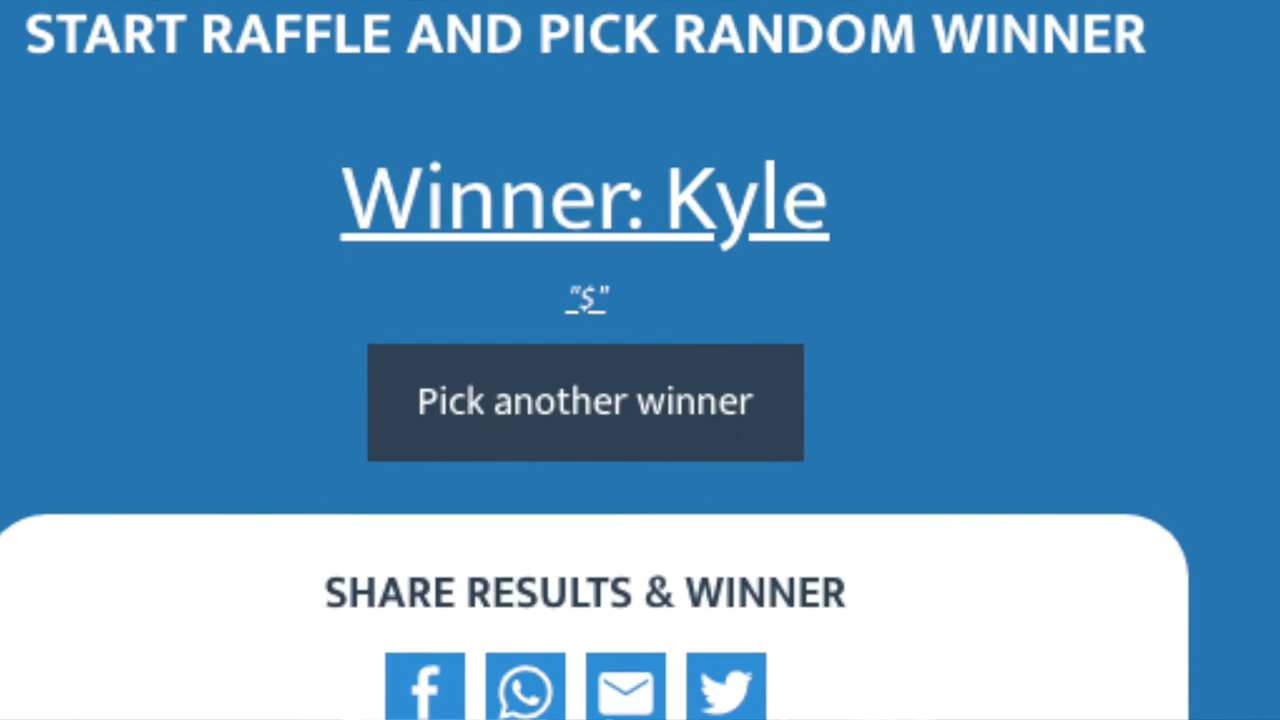 START RAFFLE AND PICK RANDOM WINNER
Winner: Kyle
"$"
Pick another winner
SHARE RESULTS & WINNER